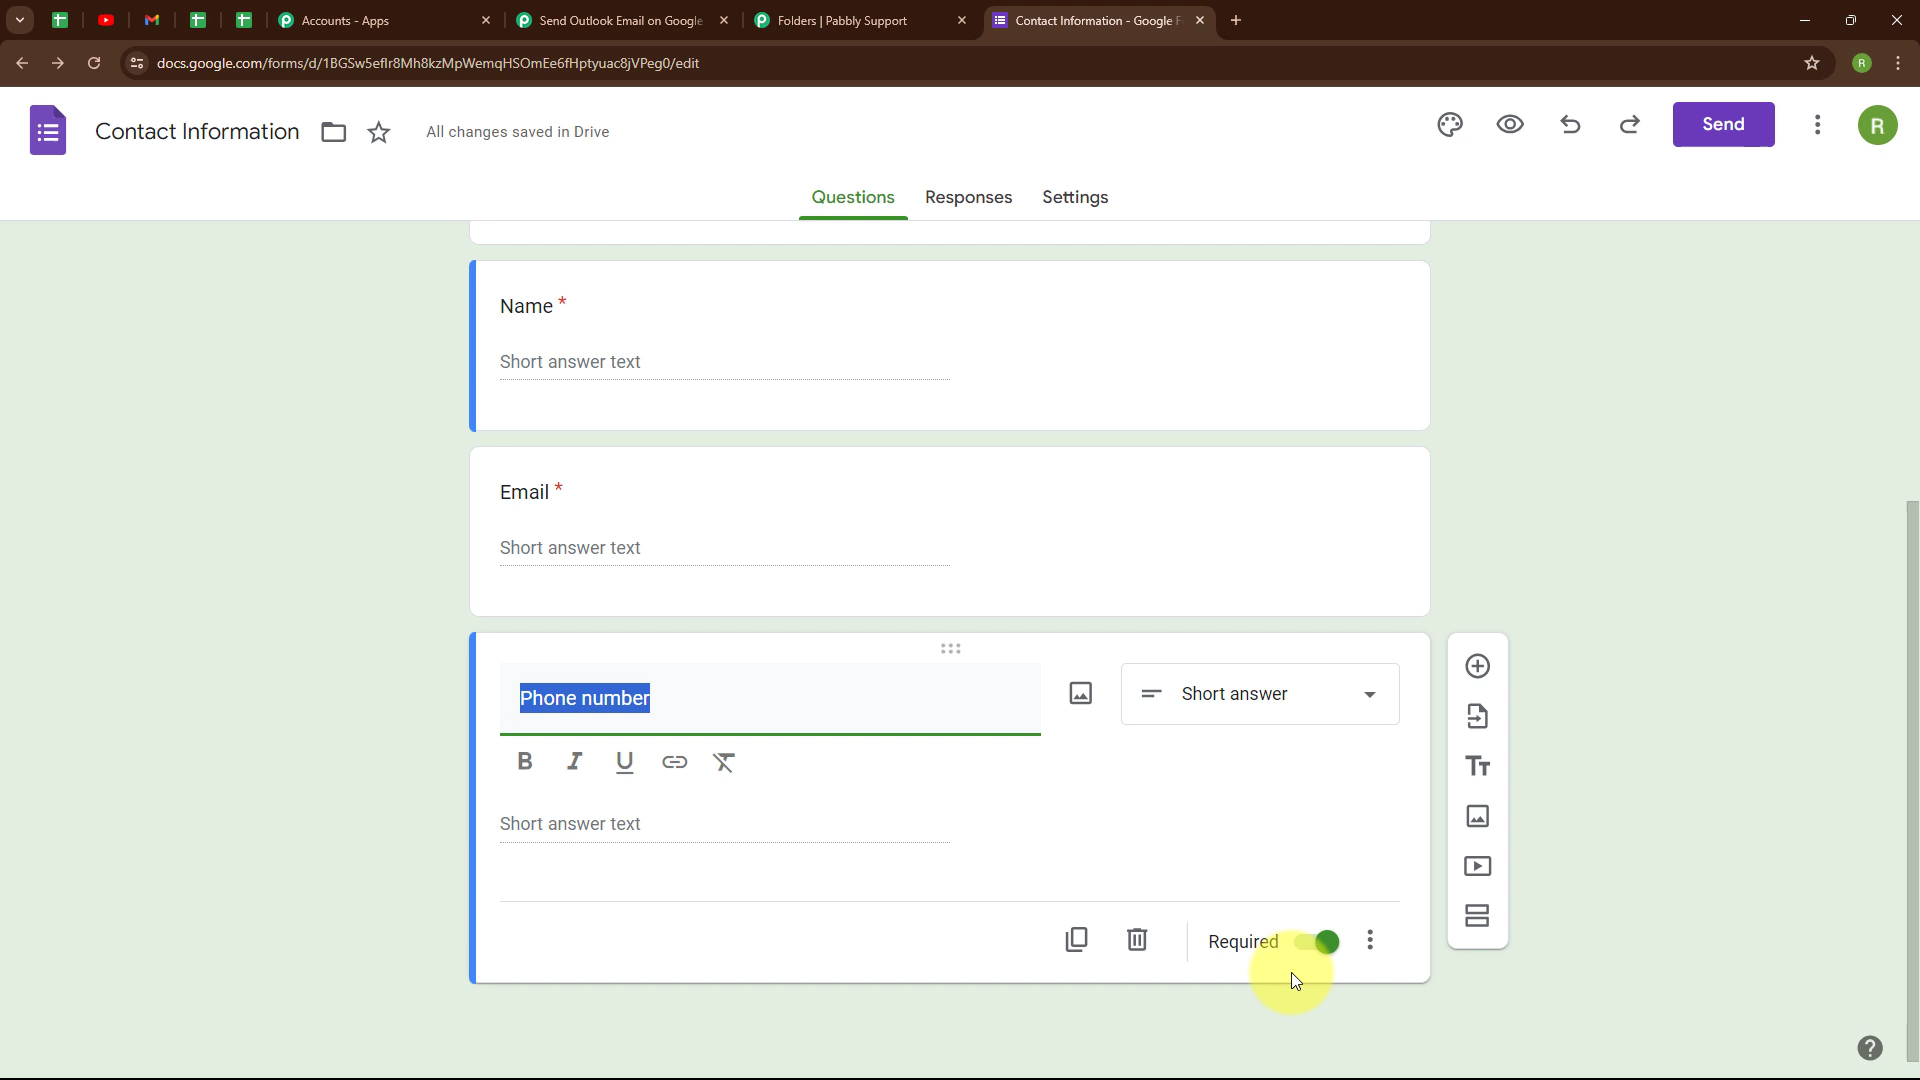 Accounts - Apps
Send Outlook Email on Google
Folders | Pabbly Support
Contact Information - Google F
docs.google.com/forms/d/1BGSw5eflr8Mh8kzMpWemqHSOmEe6fHptyuac8jVPeg0/edit
R
Contact Information
All changes saved in Drive
Send
R
Questions
Responses
Settings
Name *
Short answer text
Email *
Short answer text
Phone number
Short answer
B I U
Short answer text
Required
Tт
?